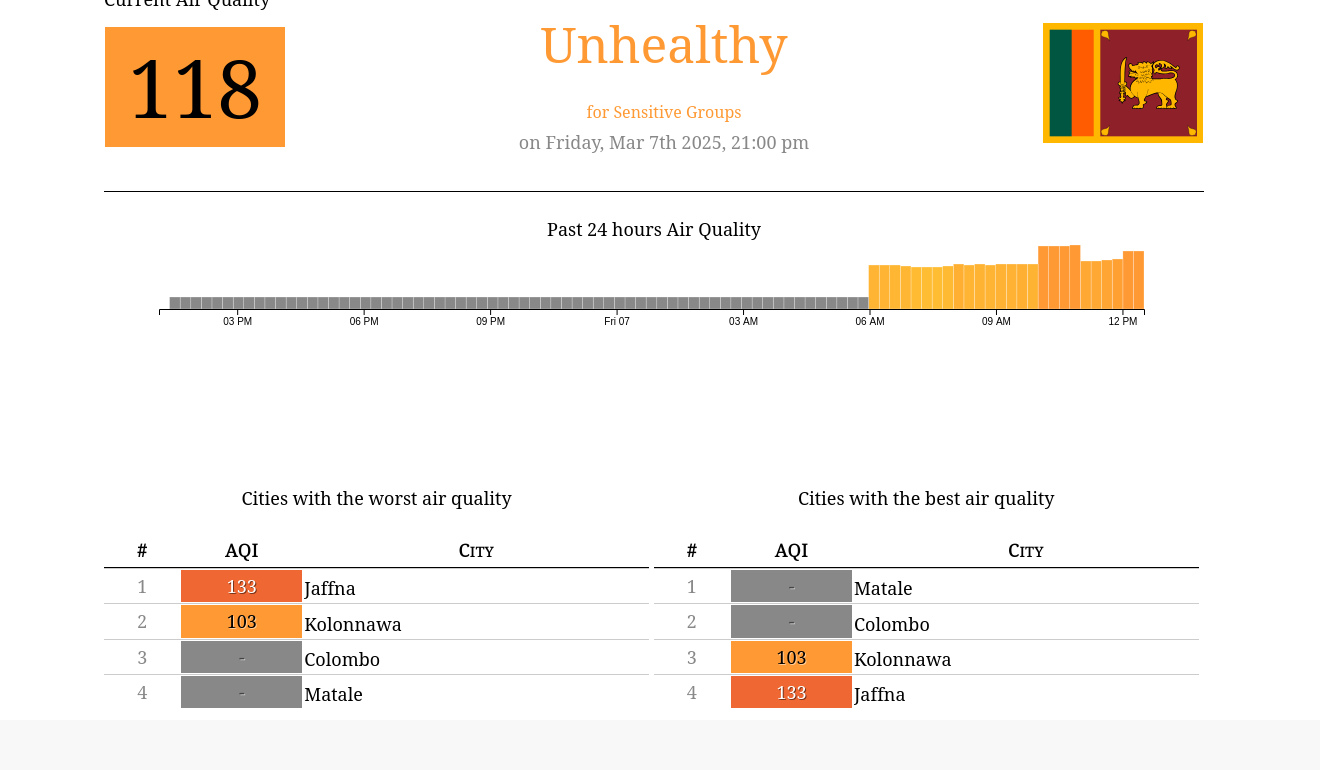 Current Air Quality
118
Unhealthy
for Sensitive Groups
on Friday, Mar 7th 2025, 21:00 pm
Past 24 hours Air Quality
03 PM 06 PM 09 PM Fri 07 03 AM 06 AM 09 AM 12 PM
Cities with the worst air quality
# AQI City
1 133 Jaffna
2 103 Kolonnawa
3 - Colombo
4 - Matale
Cities with the best air quality
# AQI City
1 - Matale
2 - Colombo
3 103 Kolonnawa
4 133 Jaffna